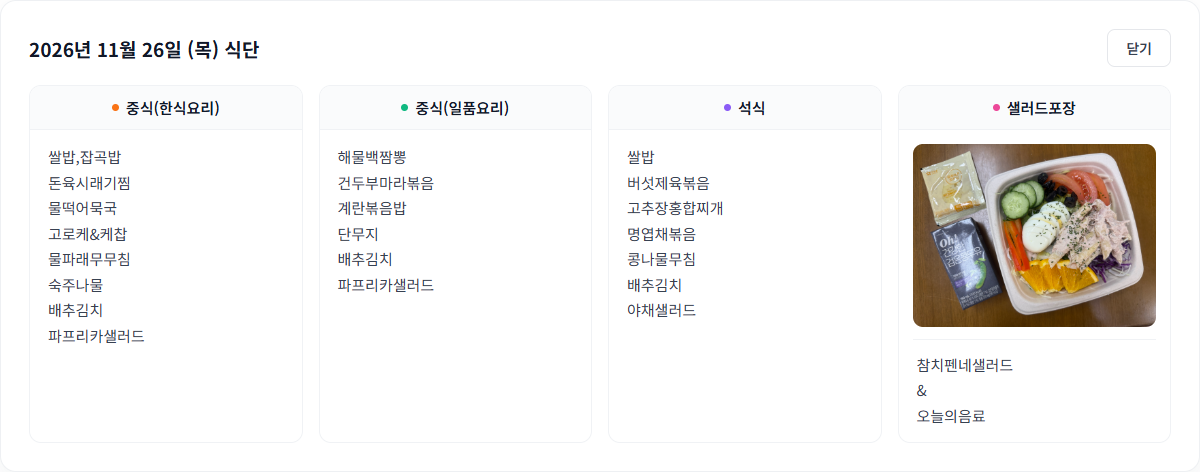 2026년 11월 26일 (목) 식단
닫기
중식(한식요리)
쌀밥,잡곡밥
돈육시래기찜
물떡어묵국
고로케&케찹
물파래무무침
숙주나물
배추김치
파프리카샐러드
중식(일품요리)
해물백짬뽕
건두부마라볶음
계란볶음밥
단무지
배추김치
파프리카샐러드
석식
쌀밥
버섯제육볶음
고추장홍합찌개
명엽채볶음
콩나물무침
배추김치
야채샐러드
샐러드포장
oh!
참치펜네샐러드
&
오늘의음료